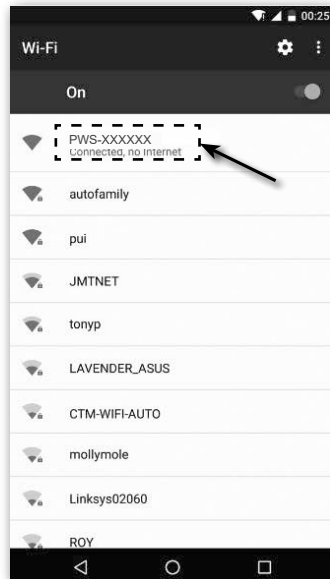 00:25
Wi-Fi
On
PWS-XXXXXX
Connected, no Internet
autofamily
pui
JMTNET
tonyp
LAVENDER_ASUS
CTM-WIFI-AUTO
mollymole
Linksys02060
ROY